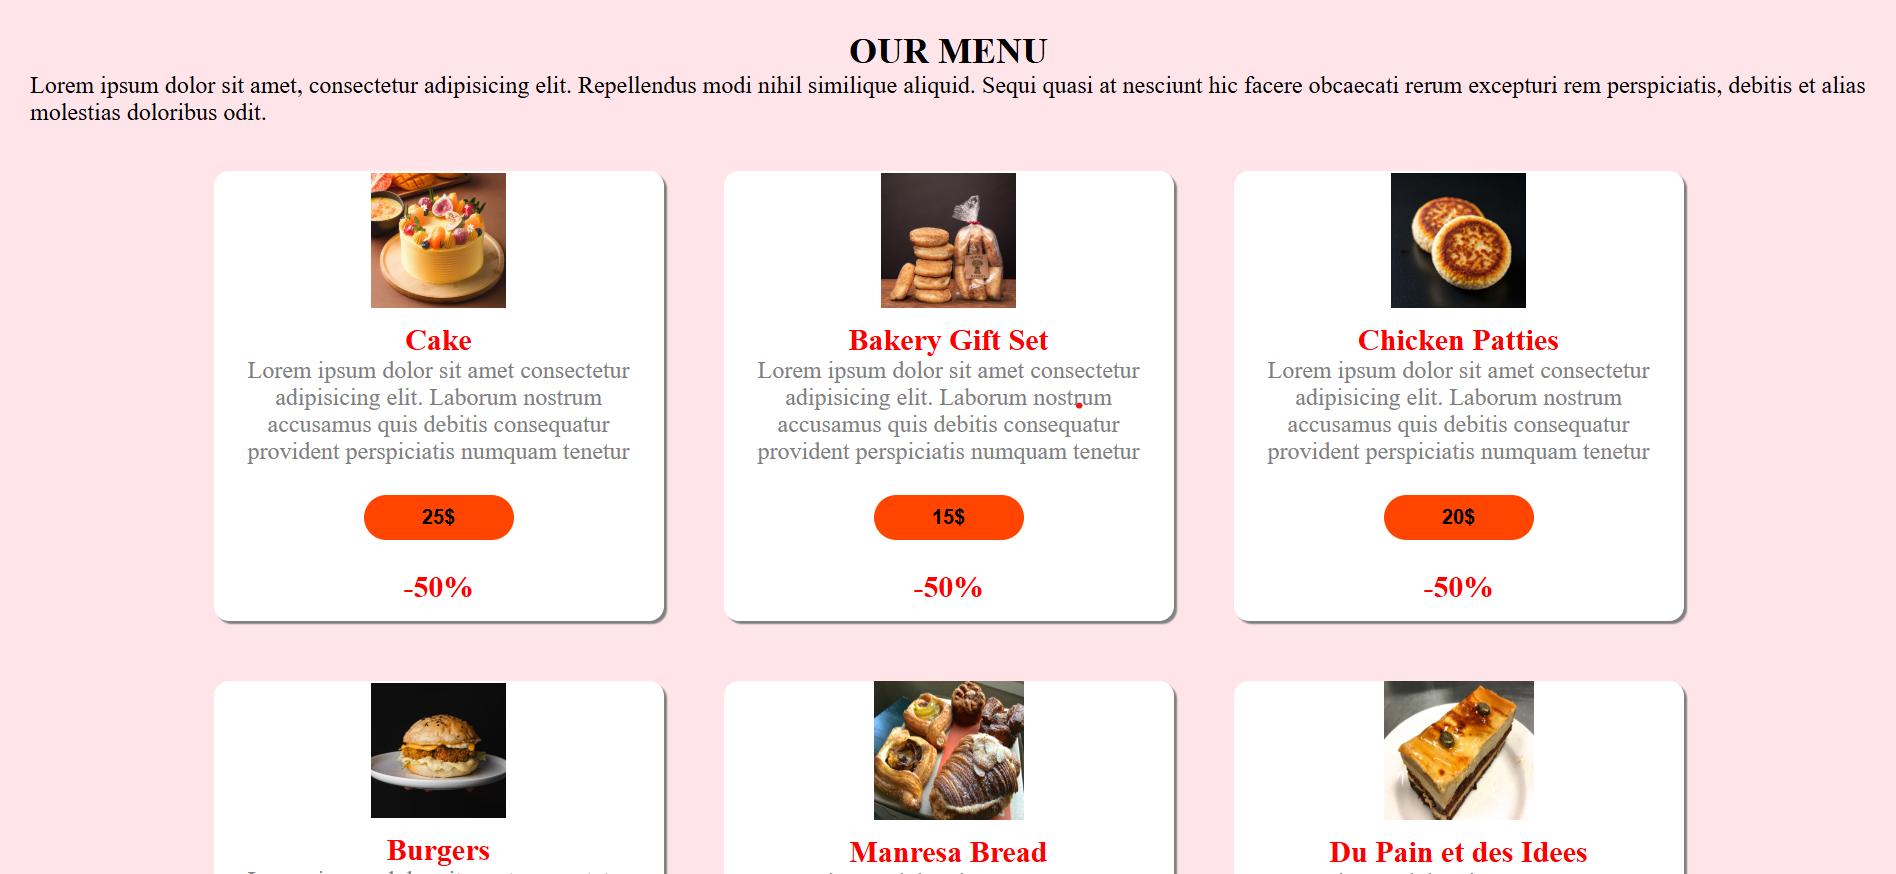 OUR MENU
Lorem ipsum dolor sit amet, consectetur adipisicing elit. Repellendus modi nihil similique aliquid. Sequi quasi at nesciunt hic facere obcaecati rerum excepturi rem perspiciatis, debitis et alias
molestias doloribus odit.
Cake
Lorem ipsum dolor sit amet consectetur
adipisicing elit. Laborum nostrum
accusamus quis debitis consequatur
provident perspiciatis numquam tenetur
25$
-50%
Bakery Gift Set
Lorem ipsum dolor sit amet consectetur
adipisicing elit. Laborum nostrum
accusamus quis debitis consequatur
provident perspiciatis numquam tenetur
15$
-50%
Chicken Patties
Lorem ipsum dolor sit amet consectetur
adipisicing elit. Laborum nostrum
accusamus quis debitis consequatur
provident perspiciatis numquam tenetur
20$
-50%
Burgers
Manresa Bread
Du Pain et des Idees